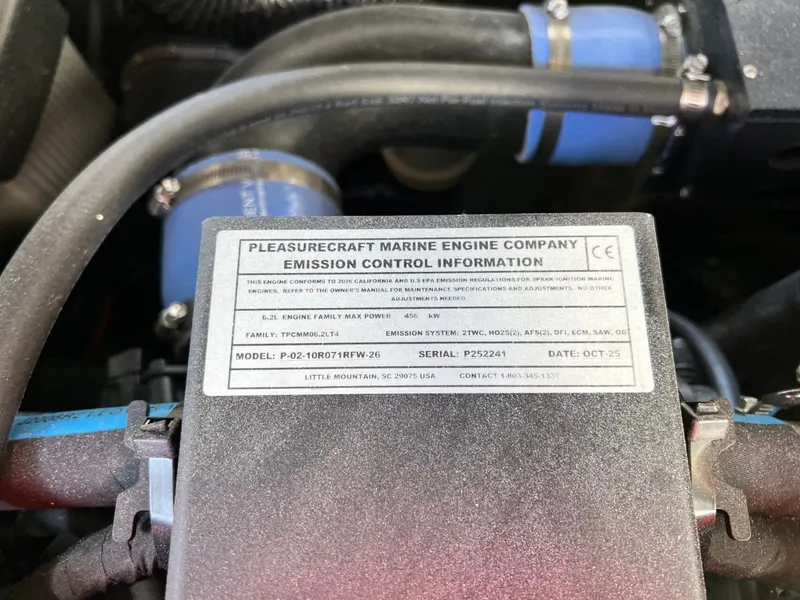 PLEASURECRAFT MARINE ENGINE COMPANY
EMISSION CONTROL INFORMATION
CE
THIS ENGINE CONFORMS TO 2026 CALIFORNIA AND U.S EPA EMISSION REGULATIONS FOR SPARK-IGNITION MARINE
ENGINES. REFER TO THE OWNER'S MANUAL FOR MAINTENANCE SPECIFICATIONS AND ADJUSTMENTS. NO OTHER
ADJUSTMENTS NEEDED.
6.2L ENGINE FAMILY MAX POWER 456 kW
FAMILY: TPCMM06.2LT4 EMISSION SYSTEM: 2TWC, HO2S(2), AFS(2), DFI, ECM, SAW,
MODEL: P-02-10R071RFW-26 SERIAL: P252241 DATE: OCT-25
LITTLE MOUNTAIN, SC 29075 USA CONTACT 1-803-345-1337